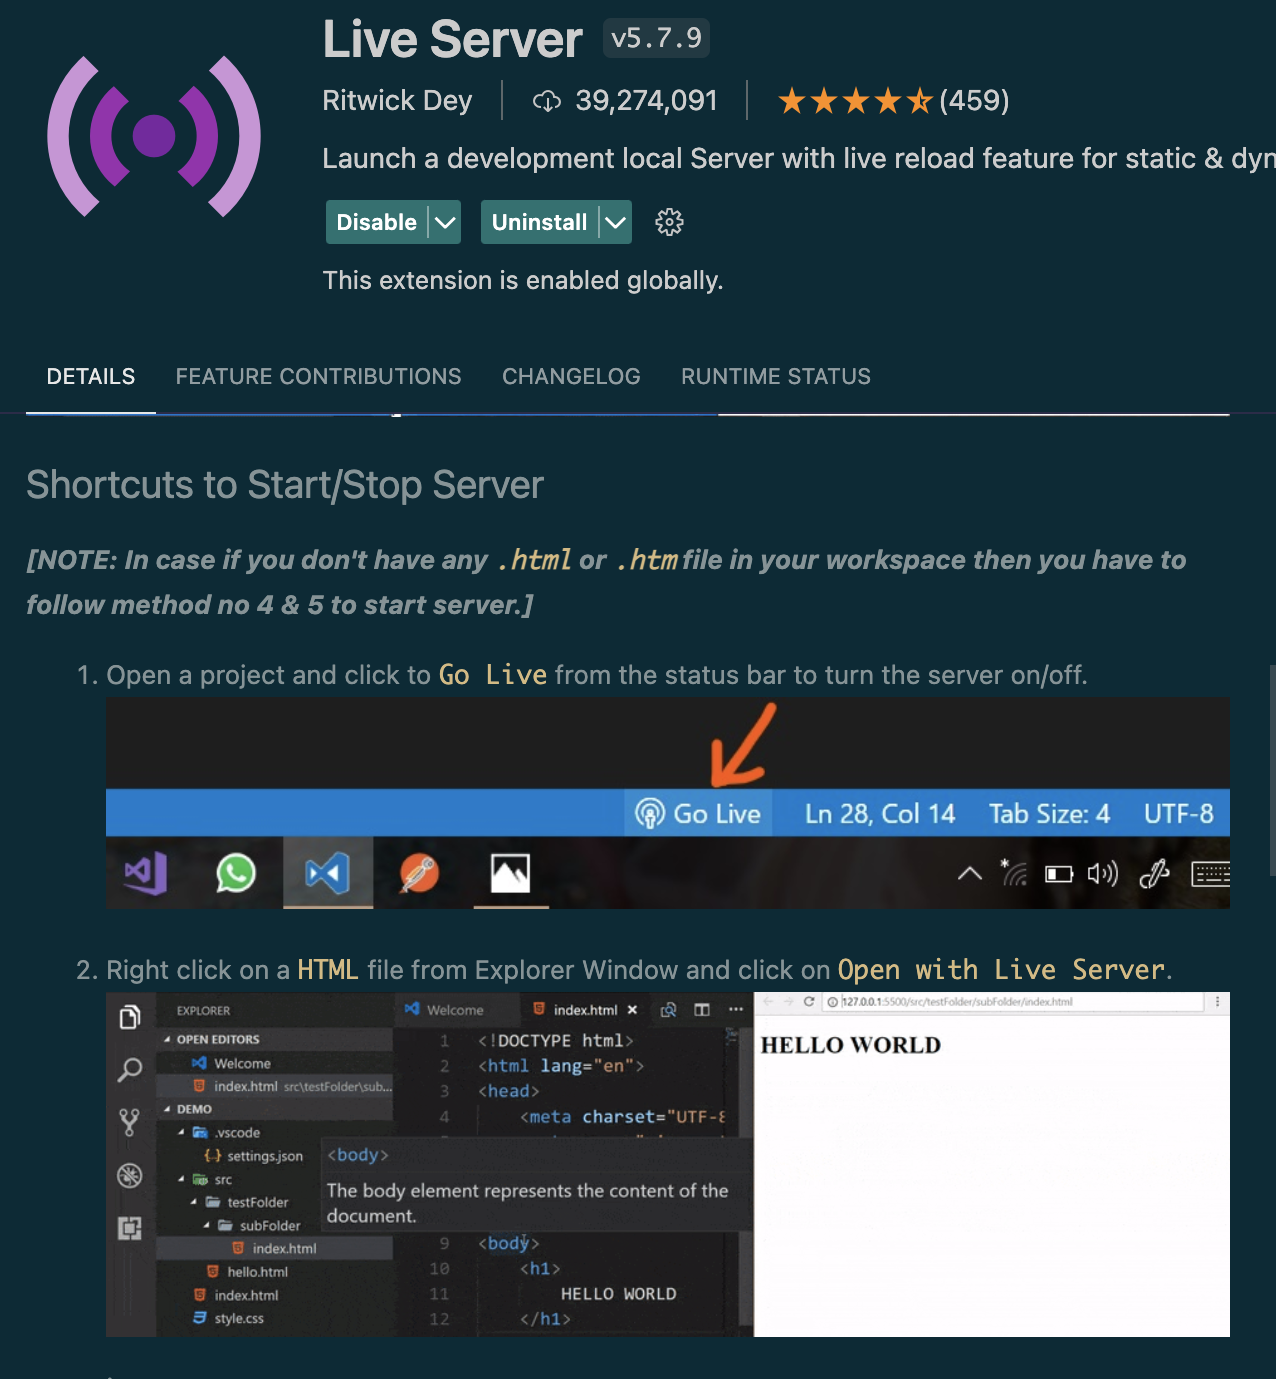 Live Server v5.7.9
Ritwick Dey 39,274,091 (459)
Launch a development local Server with live reload feature for static & dyn
Disable Uninstall
This extension is enabled globally.
DETAILS FEATURE CONTRIBUTIONS CHANGELOG RUNTIME STATUS
Shortcuts to Start/Stop Server
[NOTE: In case if you don't have any .html or .htm file in your workspace then you have to
follow method no 4 & 5 to start server.]
1. Open a project and click to Go Live from the status bar to turn the server on/off.
Go Live Ln 28, Col 14 Tab Size: 4 UTF-8
2. Right click on a HTML file from Explorer Window and click on Open with Live Server.
EXPLORER
OPEN EDITORS
Welcome
index.html src\testFolder\sub...
DEMO
.vscode
settings.json
src
testFolder
subFolder
index.html
hello.html
index.html
style.css
Welcome index.html
1 <!DOCTYPE html>
2 <html lang="en">
3 <head>
4 <meta charset="UTF-8
<body>
The body element represents the content of the
document.
9 <body>
10 <h1>
11 HELLO WORLD
12 </h1>
127.0.0.1:5500/src/testFolder/subFolder/index.html
HELLO WORLD